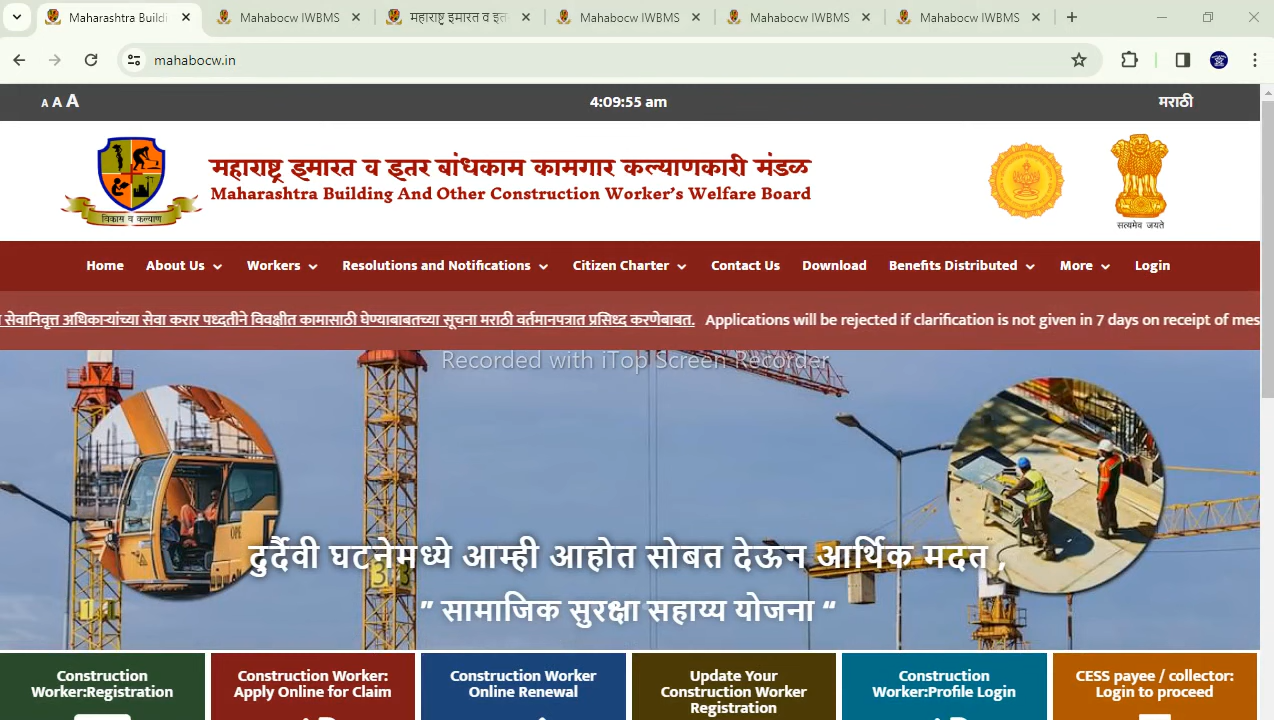 Maharashtra Buildi
Mahabocw IWBMS
महाराष्ट्र इमारत व इत
Mahabocw IWBMS
Mahabocw IWBMS
Mahabocw IWBMS
mahabocw.in
A A A
4:09:55 am
मराठी
महाराष्ट्र इमारत व इतर बांधकाम कामगार कल्याणकारी मंडळ
Maharashtra Building And Other Construction Worker's Welfare Board
विकास व कल्याण
सत्यमेव जयते
Home About Us Workers Resolutions and Notifications Citizen Charter Contact Us Download Benefits Distributed More Login
सेवानिवृत्त अधिकाऱ्यांच्या सेवा करार पध्दतीने विवक्षीत कामासाठी घेण्याबाबतच्या सूचना मराठी वर्तमानपत्रात प्रसिध्द करणेबाबत. Applications will be rejected if clarification is not given in 7 days on receipt of mes
Recorded with iTop Screen Recorder
दुर्दैवी घटनेमध्ये आम्ही आहोत सोबत देऊन आर्थिक मदत ,
” सामाजिक सुरक्षा सहाय्य योजना “
Construction
Worker:Registration
Construction Worker:
Apply Online for Claim
Construction Worker
Online Renewal
Update Your
Construction Worker
Registration
Construction
Worker:Profile Login
CESS payee / collector:
Login to proceed